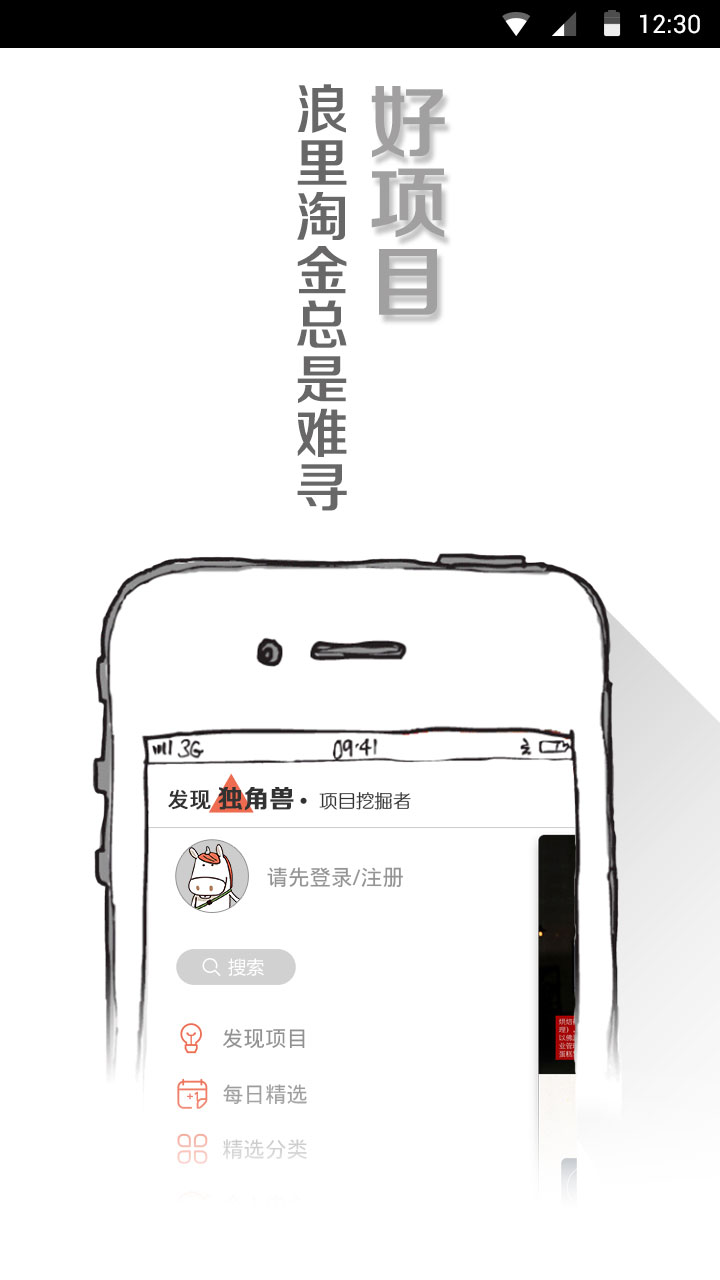 12:30
好项目
浪里淘金总是难寻
3G
09:41
发现 独角兽 · 项目挖掘者
请先登录/注册
搜索
发现项目
+1
每日精选
精选分类